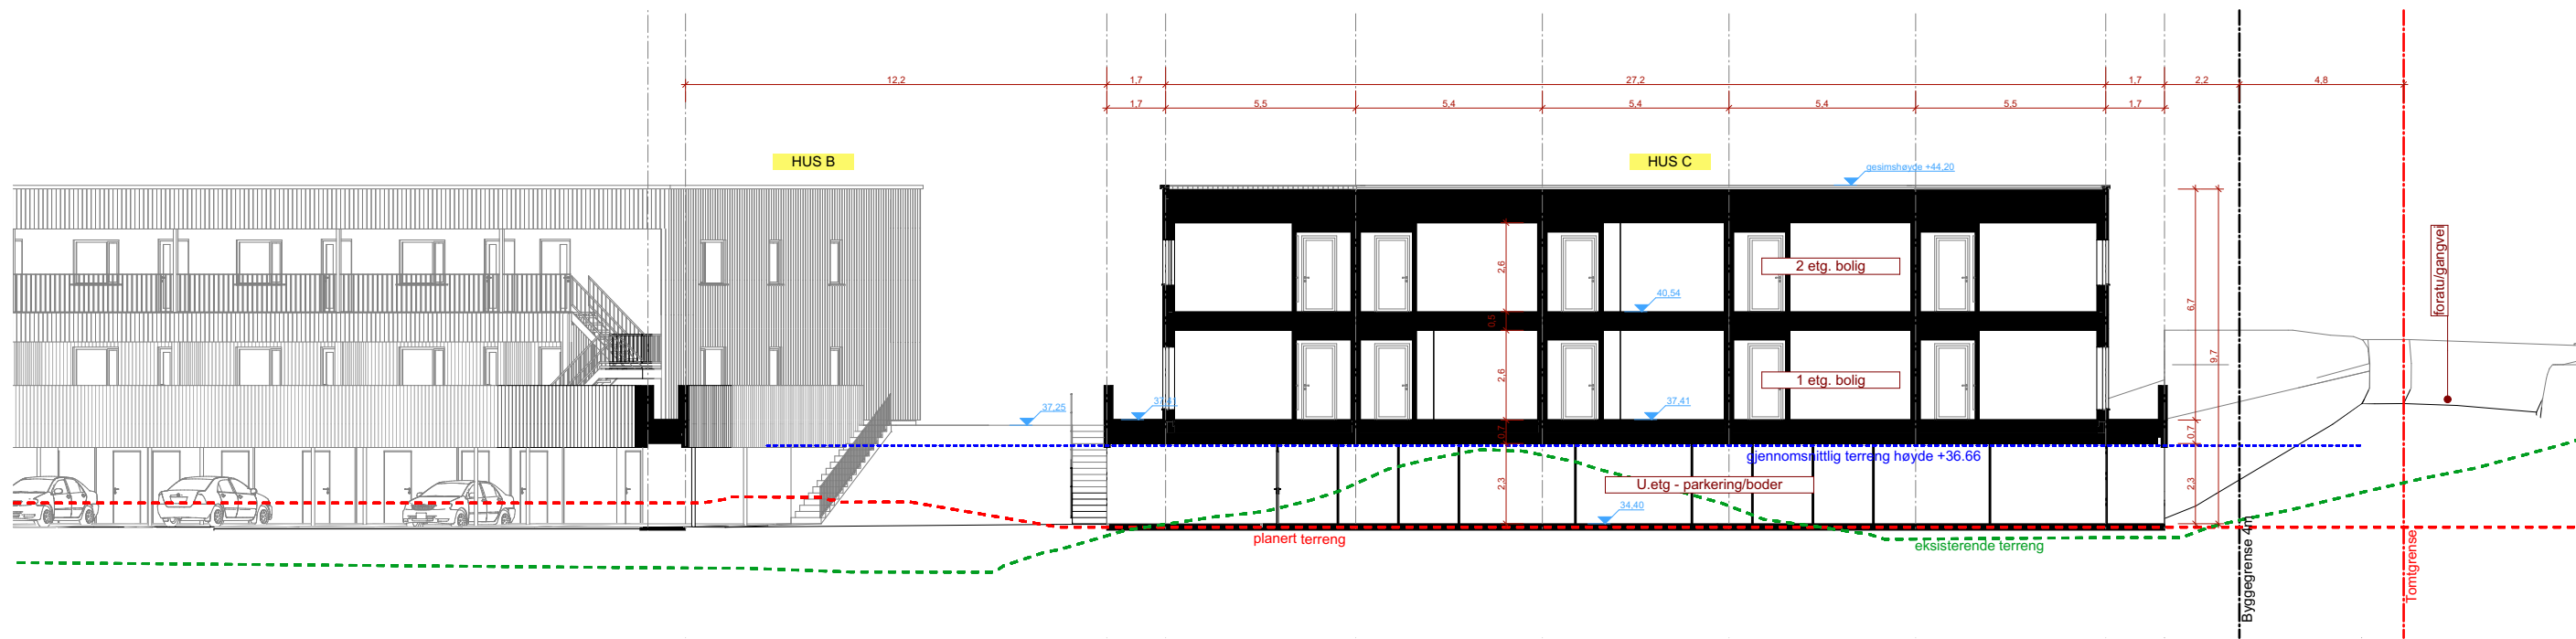 12,2
1,7
27,2
1,7
2,2
4,8
1,7
5,5
5,4
5,4
5,4
5,5
1,7
HUS B
HUS C
gesimshøyde +44,20
foratu/gangvei
2,6
2 etg. bolig
40,54
0,5
6,7
9,7
2,6
1 etg. bolig
37,25
37,41
37,41
0,7
0,7
gjennomsnittlig terreng høyde +36.66
U.etg - parkering/boder
2,3
2,3
34,40
planert terreng
eksisterende terreng
Byggegrense 4m
Tomtgrense